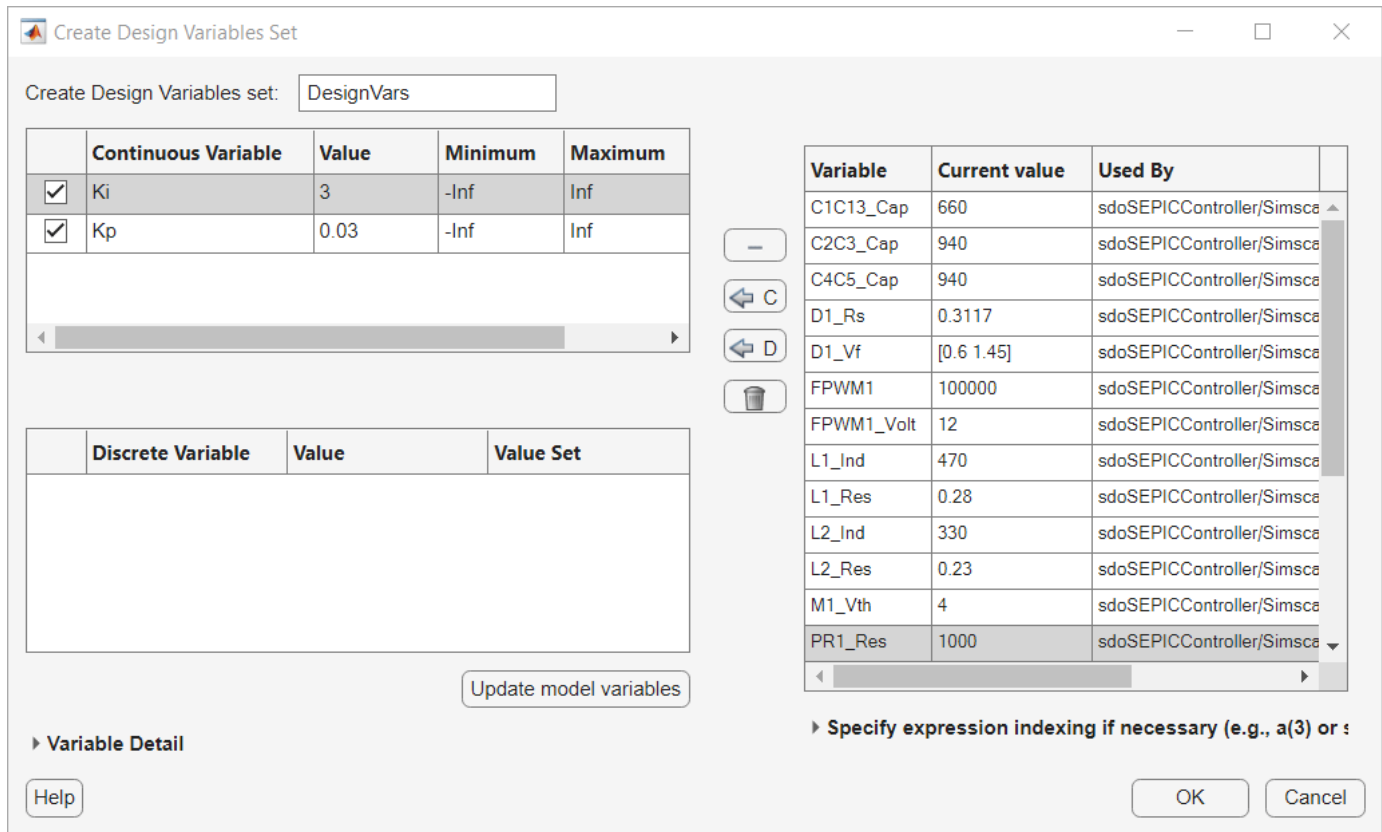 Create Design Variables Set
Create Design Variables set: DesignVars
Continuous Variable Value Minimum Maximum
Ki 3 -Inf Inf
Kp 0.03 -Inf Inf
Discrete Variable Value Value Set
Update model variables
Variable Detail
Help
C
D
Variable Current value Used By
C1C13_Cap 660 sdoSEPICController/Simsca
C2C3_Cap 940 sdoSEPICController/Simsca
C4C5_Cap 940 sdoSEPICController/Simsca
D1_Rs 0.3117 sdoSEPICController/Simsca
D1_Vf [0.6 1.45] sdoSEPICController/Simsca
FPWM1 100000 sdoSEPICController/Simsca
FPWM1_Volt 12 sdoSEPICController/Simsca
L1_Ind 470 sdoSEPICController/Simsca
L1_Res 0.28 sdoSEPICController/Simsca
L2_Ind 330 sdoSEPICController/Simsca
L2_Res 0.23 sdoSEPICController/Simsca
M1_Vth 4 sdoSEPICController/Simsca
PR1_Res 1000 sdoSEPICController/Simsca
Specify expression indexing if necessary (e.g., a(3) or s
OK Cancel